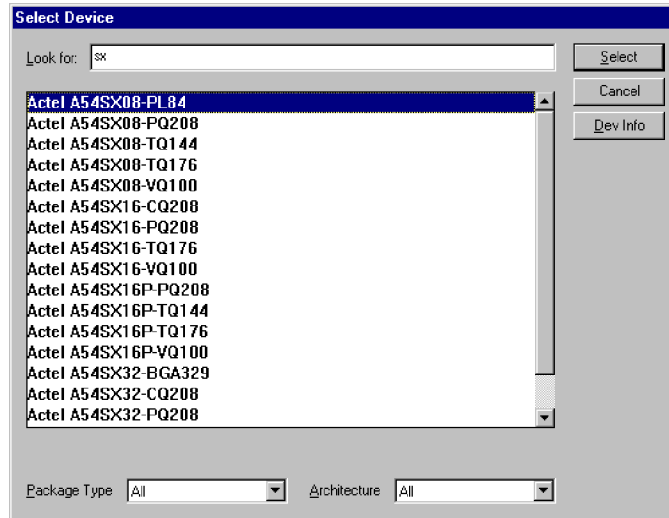 Select Device
Look for: sx
Select
Cancel
Dev Info
Actel A54SX08-PL84
Actel A54SX08-PQ208
Actel A54SX08-TQ144
Actel A54SX08-TQ176
Actel A54SX08-VQ100
Actel A54SX16-CQ208
Actel A54SX16-PQ208
Actel A54SX16-TQ176
Actel A54SX16-VQ100
Actel A54SX16P-PQ208
Actel A54SX16P-TQ144
Actel A54SX16P-TQ176
Actel A54SX16P-VQ100
Actel A54SX32-BGA329
Actel A54SX32-CQ208
Actel A54SX32-PQ208
Package Type All Architecture All